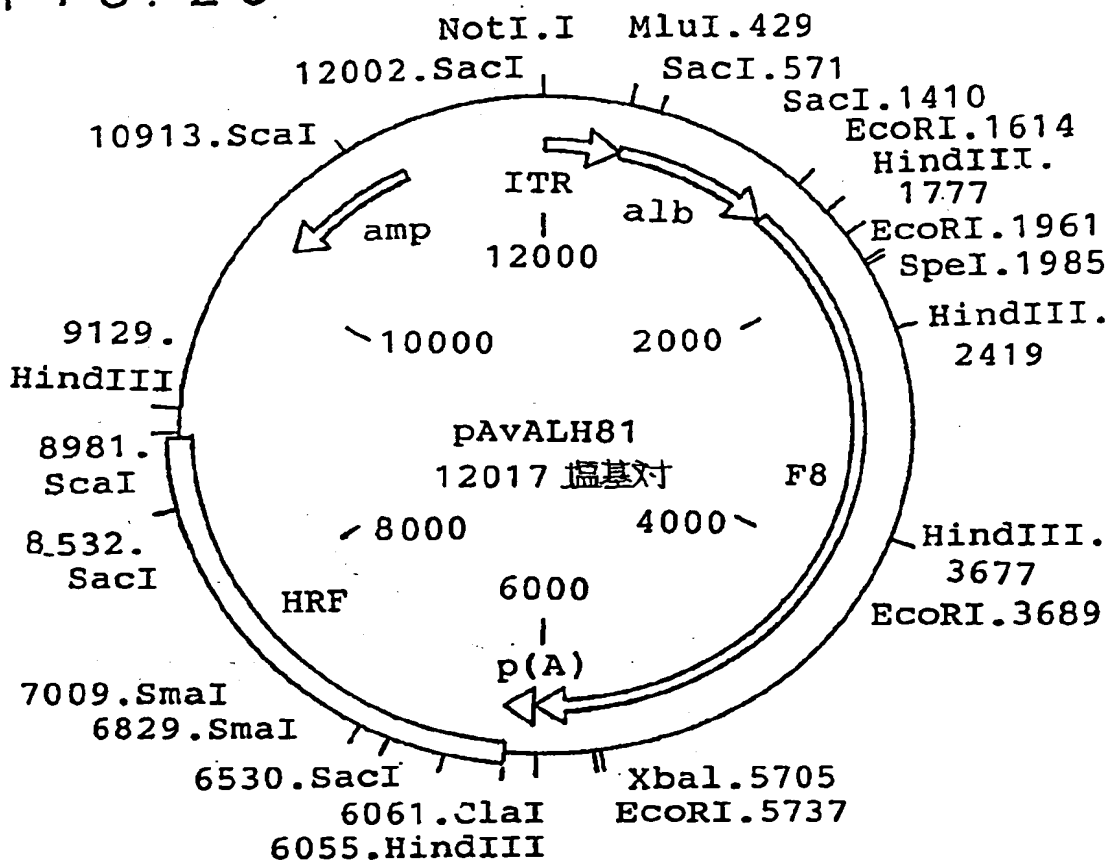 NotI.I
MluI.429
12002.SacI
SacI.571
SacI.1410
10913.ScaI
EcoRI.1614
HindIII.
1777
ITR
alb
amp
EcoRI.1961
12000
SpeI.1985
HindIII.
2419
9129.
HindIII
10000
2000
pAvALH81
8981.
ScaI
12017 塩基対
F8
8000
4000
8532.
SacI
HindIII.
3677
HRF
6000
EcoRI.3689
p(A)
7009.SmaI
6829.SmaI
6530.SacI
Xbal.5705
6061.ClaI
EcoRI.5737
6055.HindIII